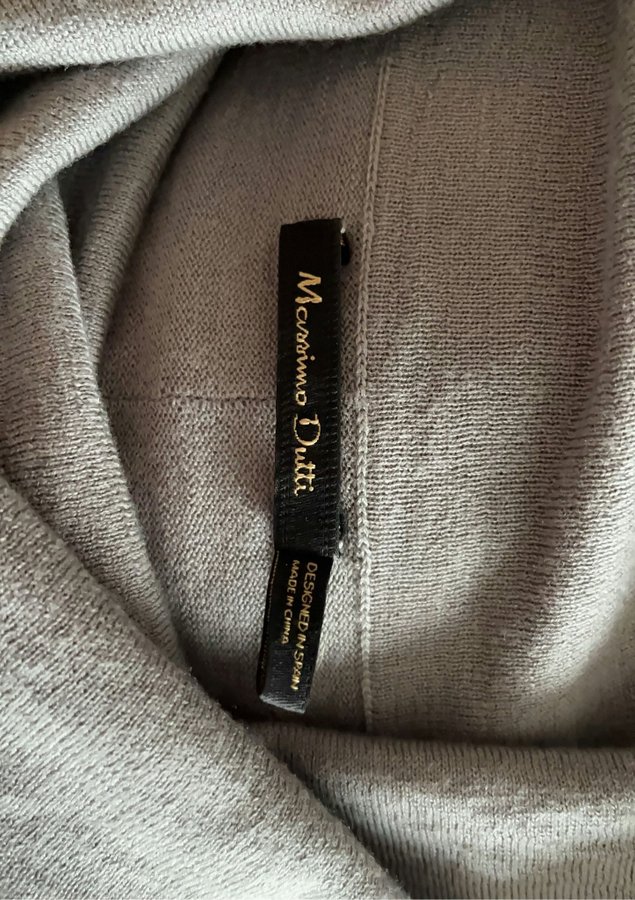 Massimo Dutti
DESIGNED IN SPAIN
MADE IN CHINA